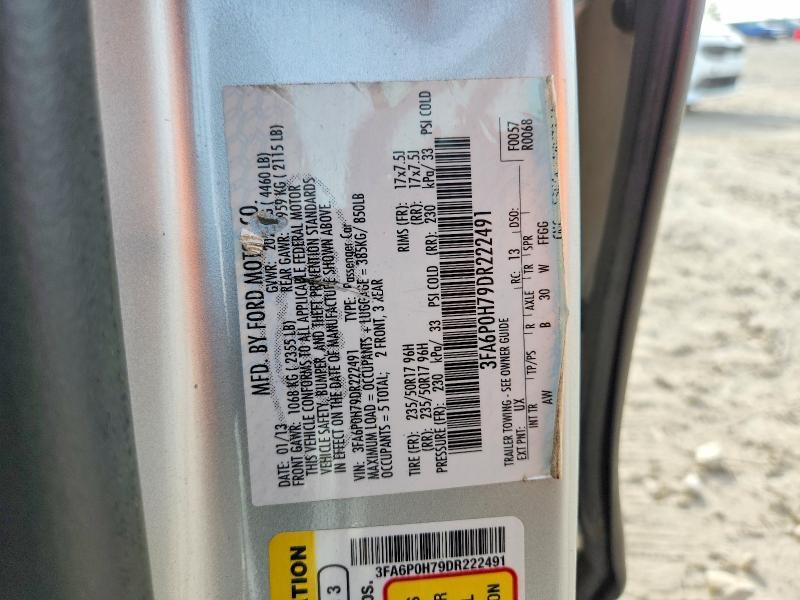 MFD. BY FORD MOTOR CO.
DATE: 01/13 GVWR: (4460 LB)
FRONT GAWR: 1068 KG (2355 LB) REAR GAWR: 959 KG (2115 LB)
THIS VEHICLE CONFORMS TO ALL APPLICABLE FEDERAL MOTOR
VEHICLE SAFETY, BUMPER, AND THEFT PREVENTION STANDARDS
IN EFFECT ON THE DATE OF MANUFACTURE SHOWN ABOVE.
VIN: 3FA6P0H79DR222491 TYPE: Passenger Car
MAXIMUM LOAD = OCCUPANTS + LUGGAGE = 385KG/ 850LB
OCCUPANTS = 5 TOTAL; 2 FRONT, 3 REAR
TIRE (FR): 235/50R17 96H RIMS (FR): 17x7.5J
(RR): 235/50R17 96H (RR): 17x7.5J
PRESSURE (FR): 230 kPa/ 33 PSI COLD (RR): 230 kPa/ 33 PSI COLD
3FA6P0H79DR222491
F0057
R0068
TRAILER TOWING - SEE OWNER GUIDE
EXT PNT: UX RC: 13 DSO:
INT TR TP/PS R AXLE TR SPR
AW B 30 W FFGG
3FA6P0H79DR222491
3